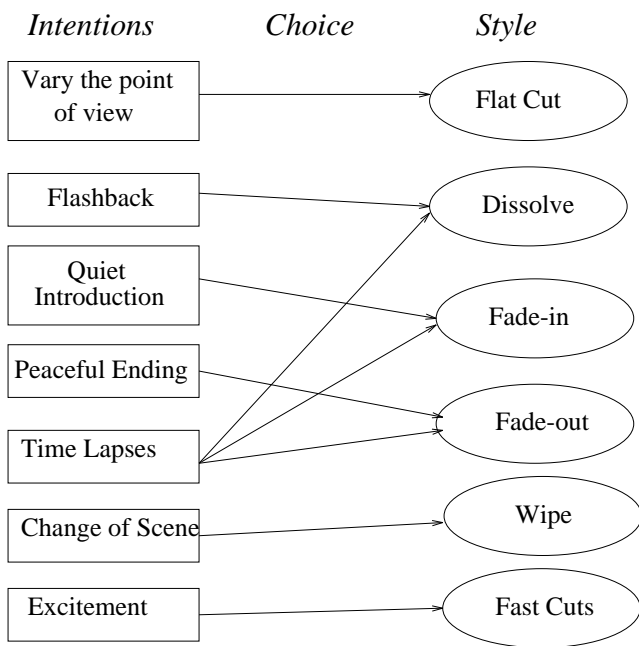 Intentions Choice Style
Vary the point
of view
Flat Cut
Flashback
Dissolve
Quiet
Introduction
Fade-in
Peaceful Ending
Fade-out
Time Lapses
Change of Scene
Wipe
Excitement
Fast Cuts